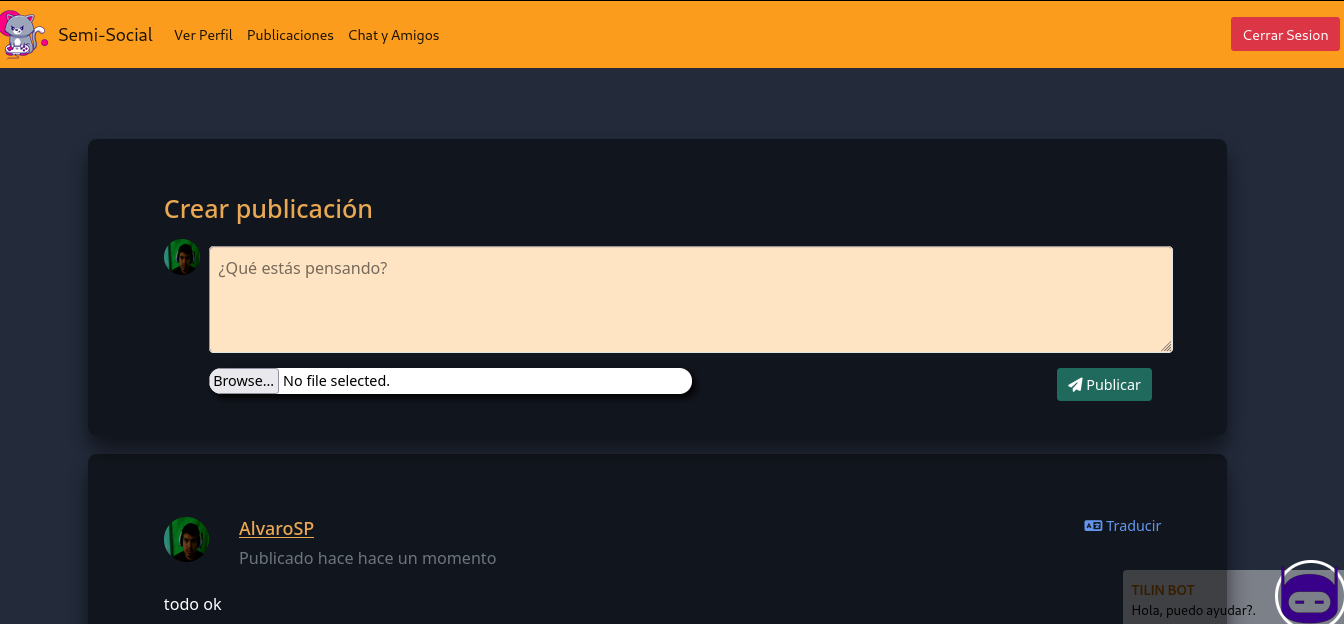 Semi-Social Ver Perfil Publicaciones Chat y Amigos Cerrar Sesion
Crear publicación
¿Qué estás pensando?
Browse... No file selected.
Publicar
AlvaroSP
Traducir
Publicado hace hace un momento
TILIN BOT
todo ok
Hola, puedo ayudar?.